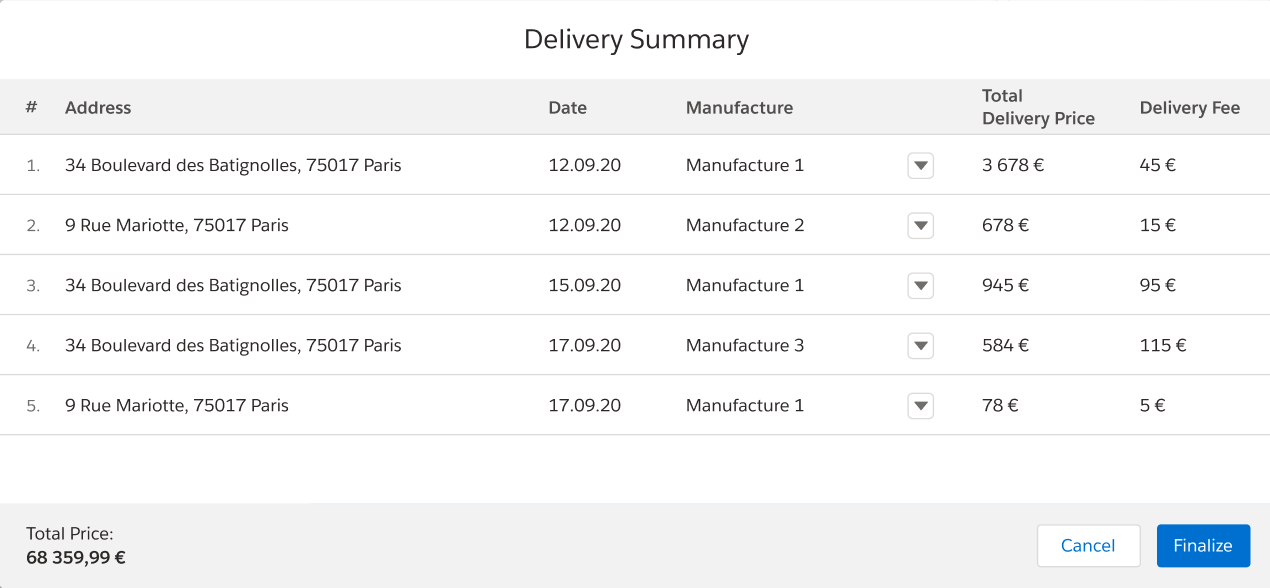 Delivery Summary
# Address Date Manufacture Total Delivery Price Delivery Fee
1. 34 Boulevard des Batignolles, 75017 Paris 12.09.20 Manufacture 1 3 678 € 45 €
2. 9 Rue Mariotte, 75017 Paris 12.09.20 Manufacture 2 678 € 15 €
3. 34 Boulevard des Batignolles, 75017 Paris 15.09.20 Manufacture 1 945 € 95 €
4. 34 Boulevard des Batignolles, 75017 Paris 17.09.20 Manufacture 3 584 € 115 €
5. 9 Rue Mariotte, 75017 Paris 17.09.20 Manufacture 1 78 € 5 €
Total Price:
68 359,99 €
Cancel Finalize